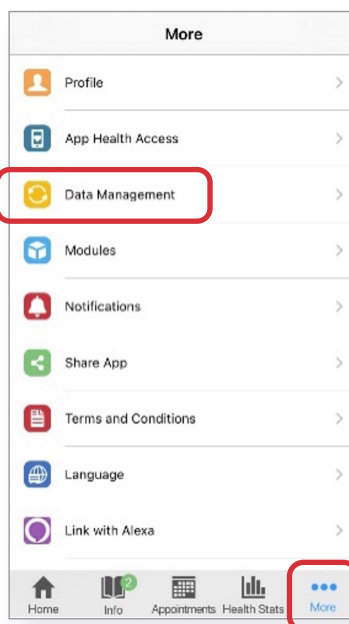 More
Profile
App Health Access
Data Management
Modules
Notifications
Share App
Terms and Conditions
Language
Link with Alexa
2
Home Info Appointments Health Stats More